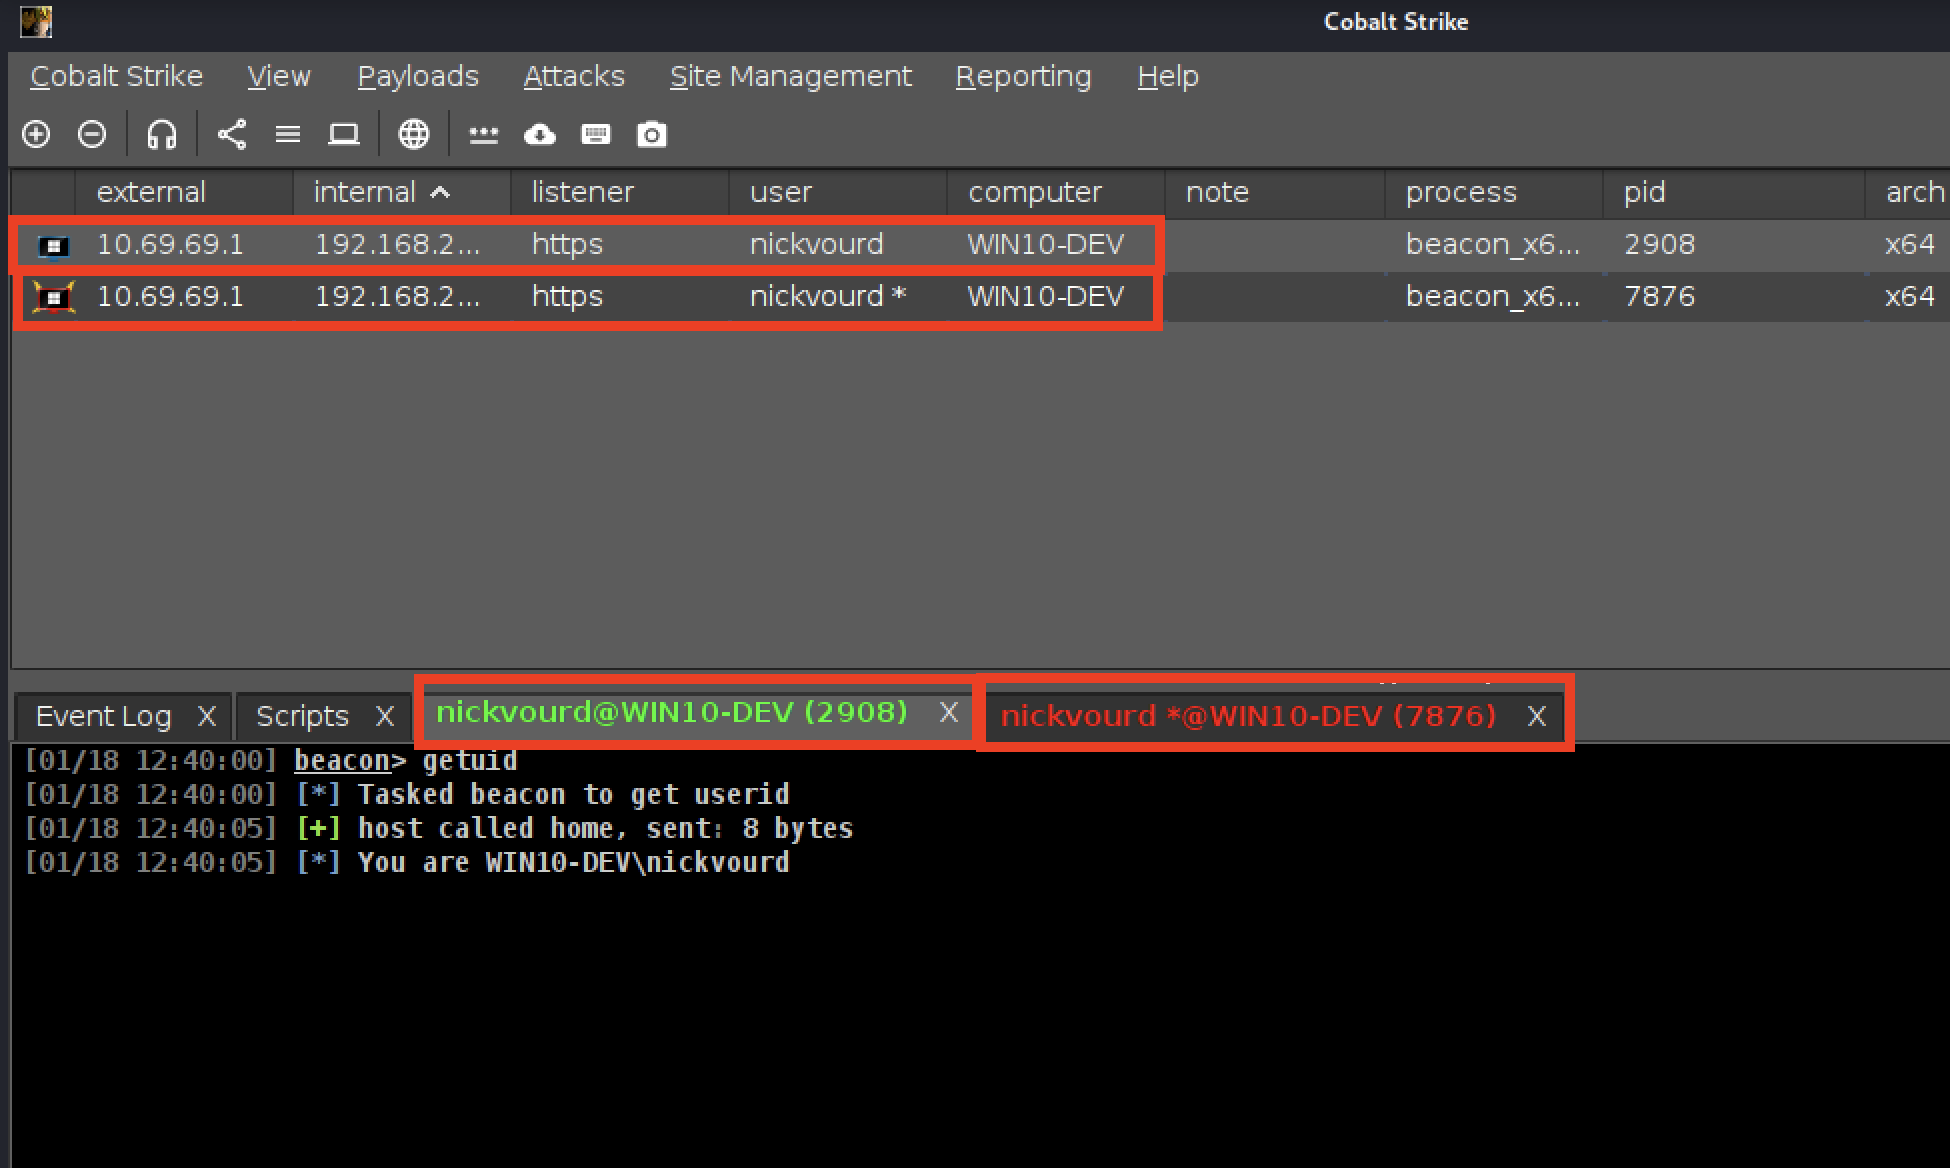 Cobalt Strike
Cobalt Strike View Payloads Attacks Site Management Reporting Help
external internal listener user computer note process pid arch
10.69.69.1 192.168.2... https nickvourd WIN10-DEV beacon_x6... 2908 x64
10.69.69.1 192.168.2... https nickvourd * WIN10-DEV beacon_x6... 7876 x64
Event Log X Scripts X nickvourd@WIN10-DEV (2908) X nickvourd *@WIN10-DEV (7876) X
[01/18 12:40:00] beacon> getuid
[01/18 12:40:00] [*] Tasked beacon to get userid
[01/18 12:40:05] [+] host called home, sent: 8 bytes
[01/18 12:40:05] [*] You are WIN10-DEV\nickvourd